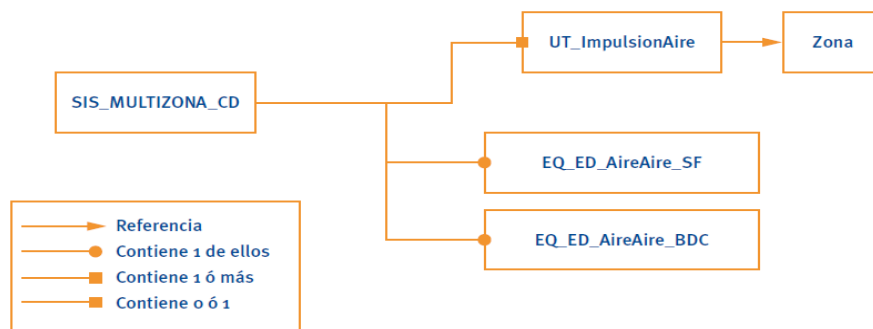 UT_ImpulsionAire
Zona
SIS_MULTIZONA_CD
EQ_ED_AireAire_SF
EQ_ED_AireAire_BDC
Referencia
Contiene 1 de ellos
Contiene 1 ó más
Contiene 0 ó 1